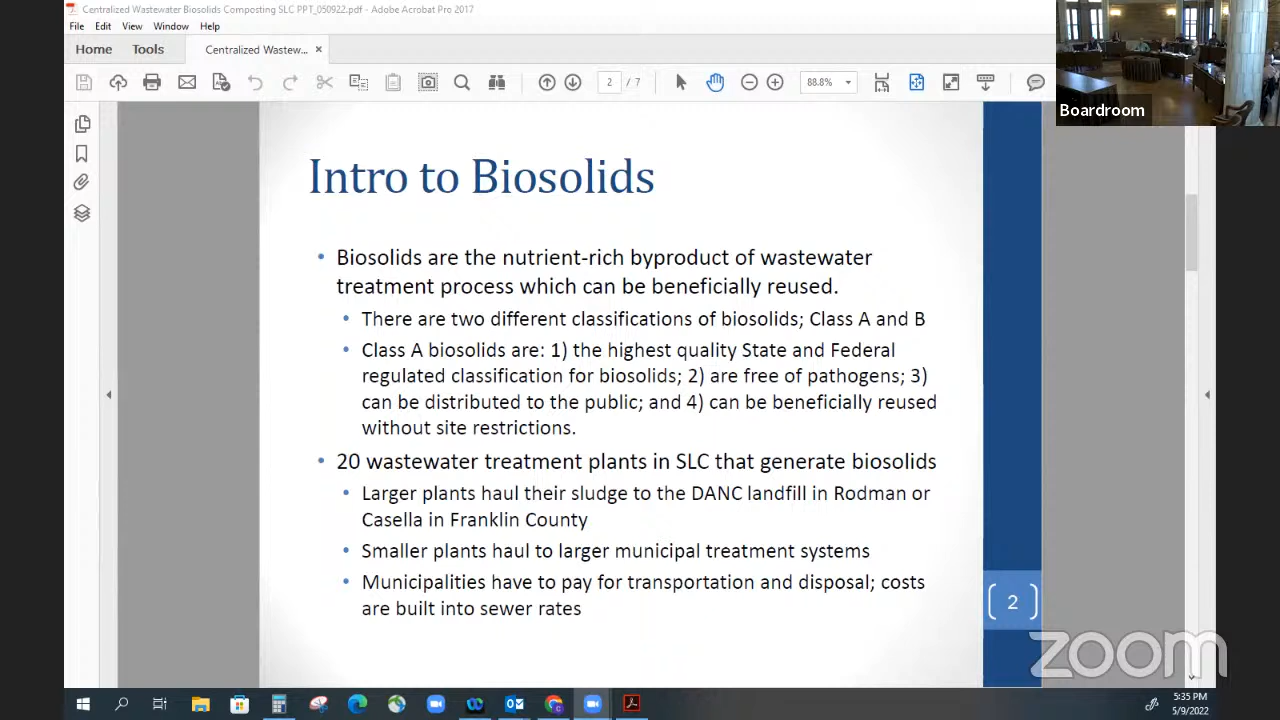 Centralized Wastewater Biosolids Composting SLC PPT_050922.pdf - Adobe Acrobat Pro 2017
File Edit View Window Help
Home Tools Centralized Wastew... ×
2 / 7 88.8%
Boardroom
Intro to Biosolids
• Biosolids are the nutrient-rich byproduct of wastewater
treatment process which can be beneficially reused.
• There are two different classifications of biosolids; Class A and B
• Class A biosolids are: 1) the highest quality State and Federal
regulated classification for biosolids; 2) are free of pathogens; 3)
can be distributed to the public; and 4) can be beneficially reused
without site restrictions.
• 20 wastewater treatment plants in SLC that generate biosolids
• Larger plants haul their sludge to the DANC landfill in Rodman or
Casella in Franklin County
• Smaller plants haul to larger municipal treatment systems
• Municipalities have to pay for transportation and disposal; costs
are built into sewer rates
2
zoom
5:35 PM
5/9/2022